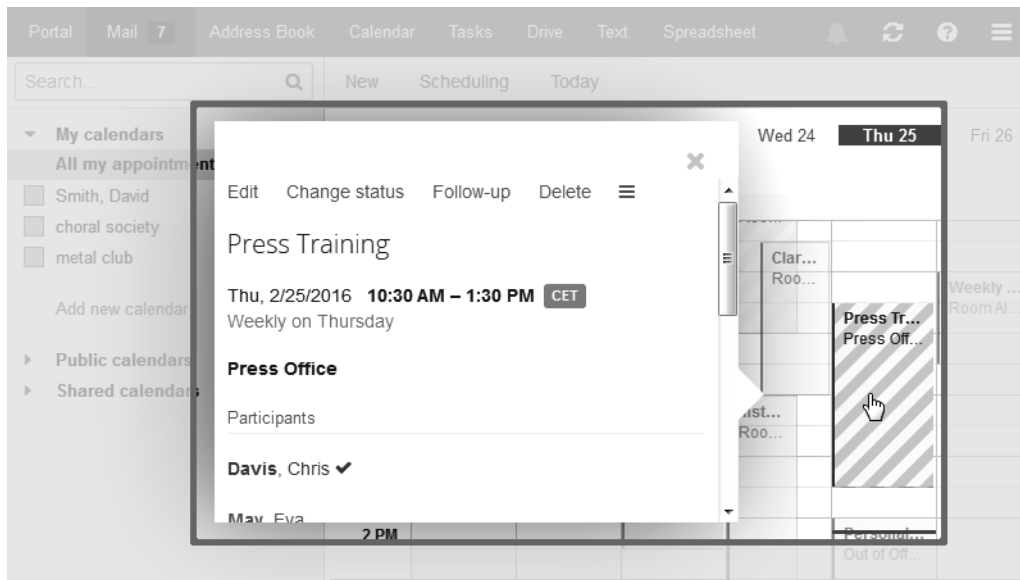 Portal Mail 7 Address Book Calendar Tasks Drive Text Spreadsheet
Search... New Scheduling Today
My calendars
All my appointment
Smith, David
choral society
metal club
Add new calendar
Public calendars
Shared calendars
Edit Change status Follow-up Delete
Press Training
Thu, 2/25/2016 10:30 AM – 1:30 PM CET
Weekly on Thursday
Press Office
Participants
Davis, Chris
May, Eva
2 PM
Wed 24 Thu 25 Fri 26
Clar...
Roo...
Press Tr...
Press Off...
Weekly ...
Room Al...
Roo...
Personal...
Out of Off...